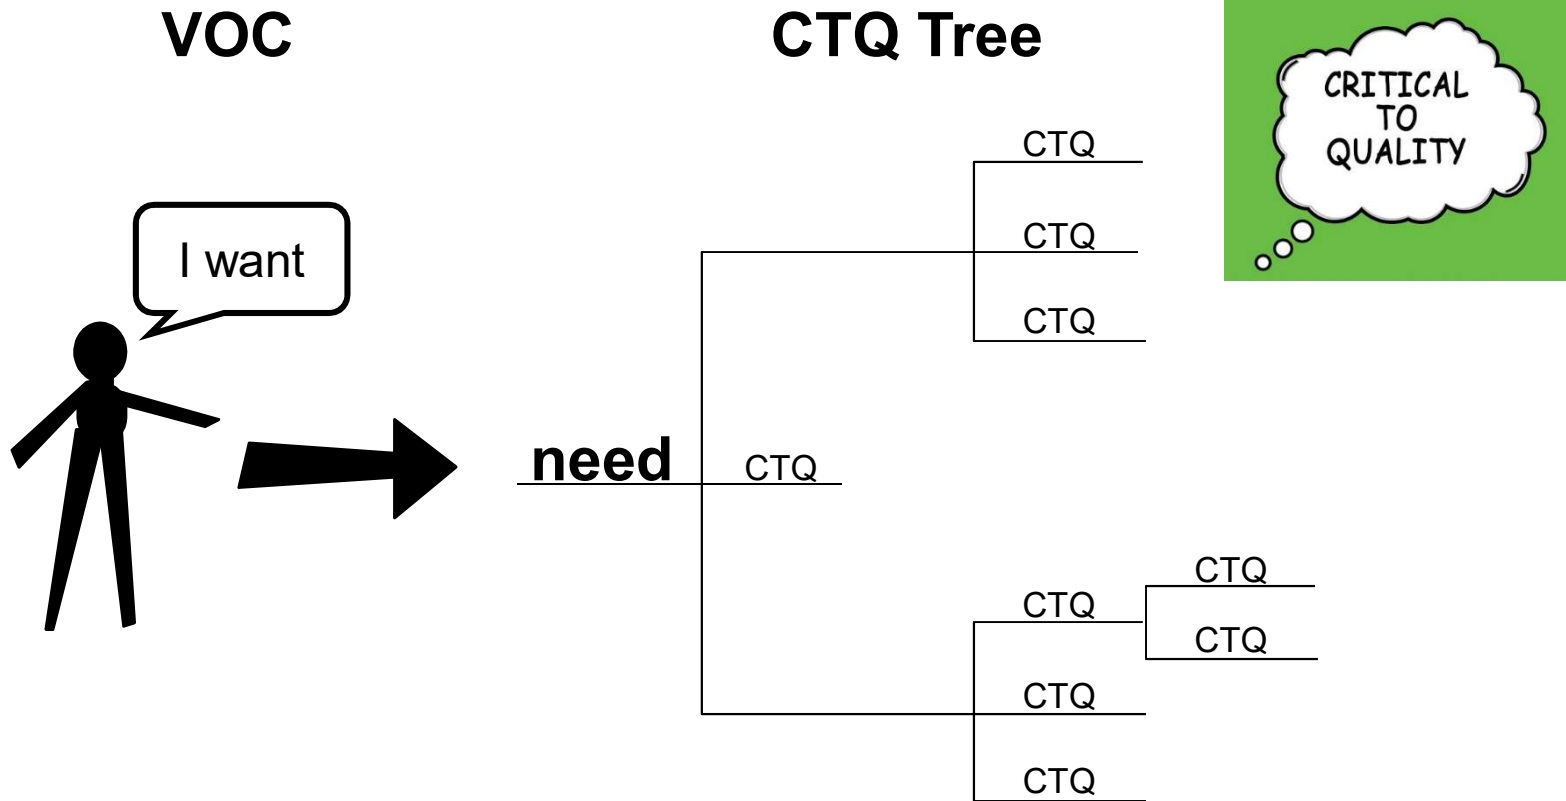 VOC
CTQ Tree
CRITICAL
TO
QUALITY
I want
need
CTQ
CTQ
CTQ
CTQ
CTQ
CTQ
CTQ
CTQ
CTQ